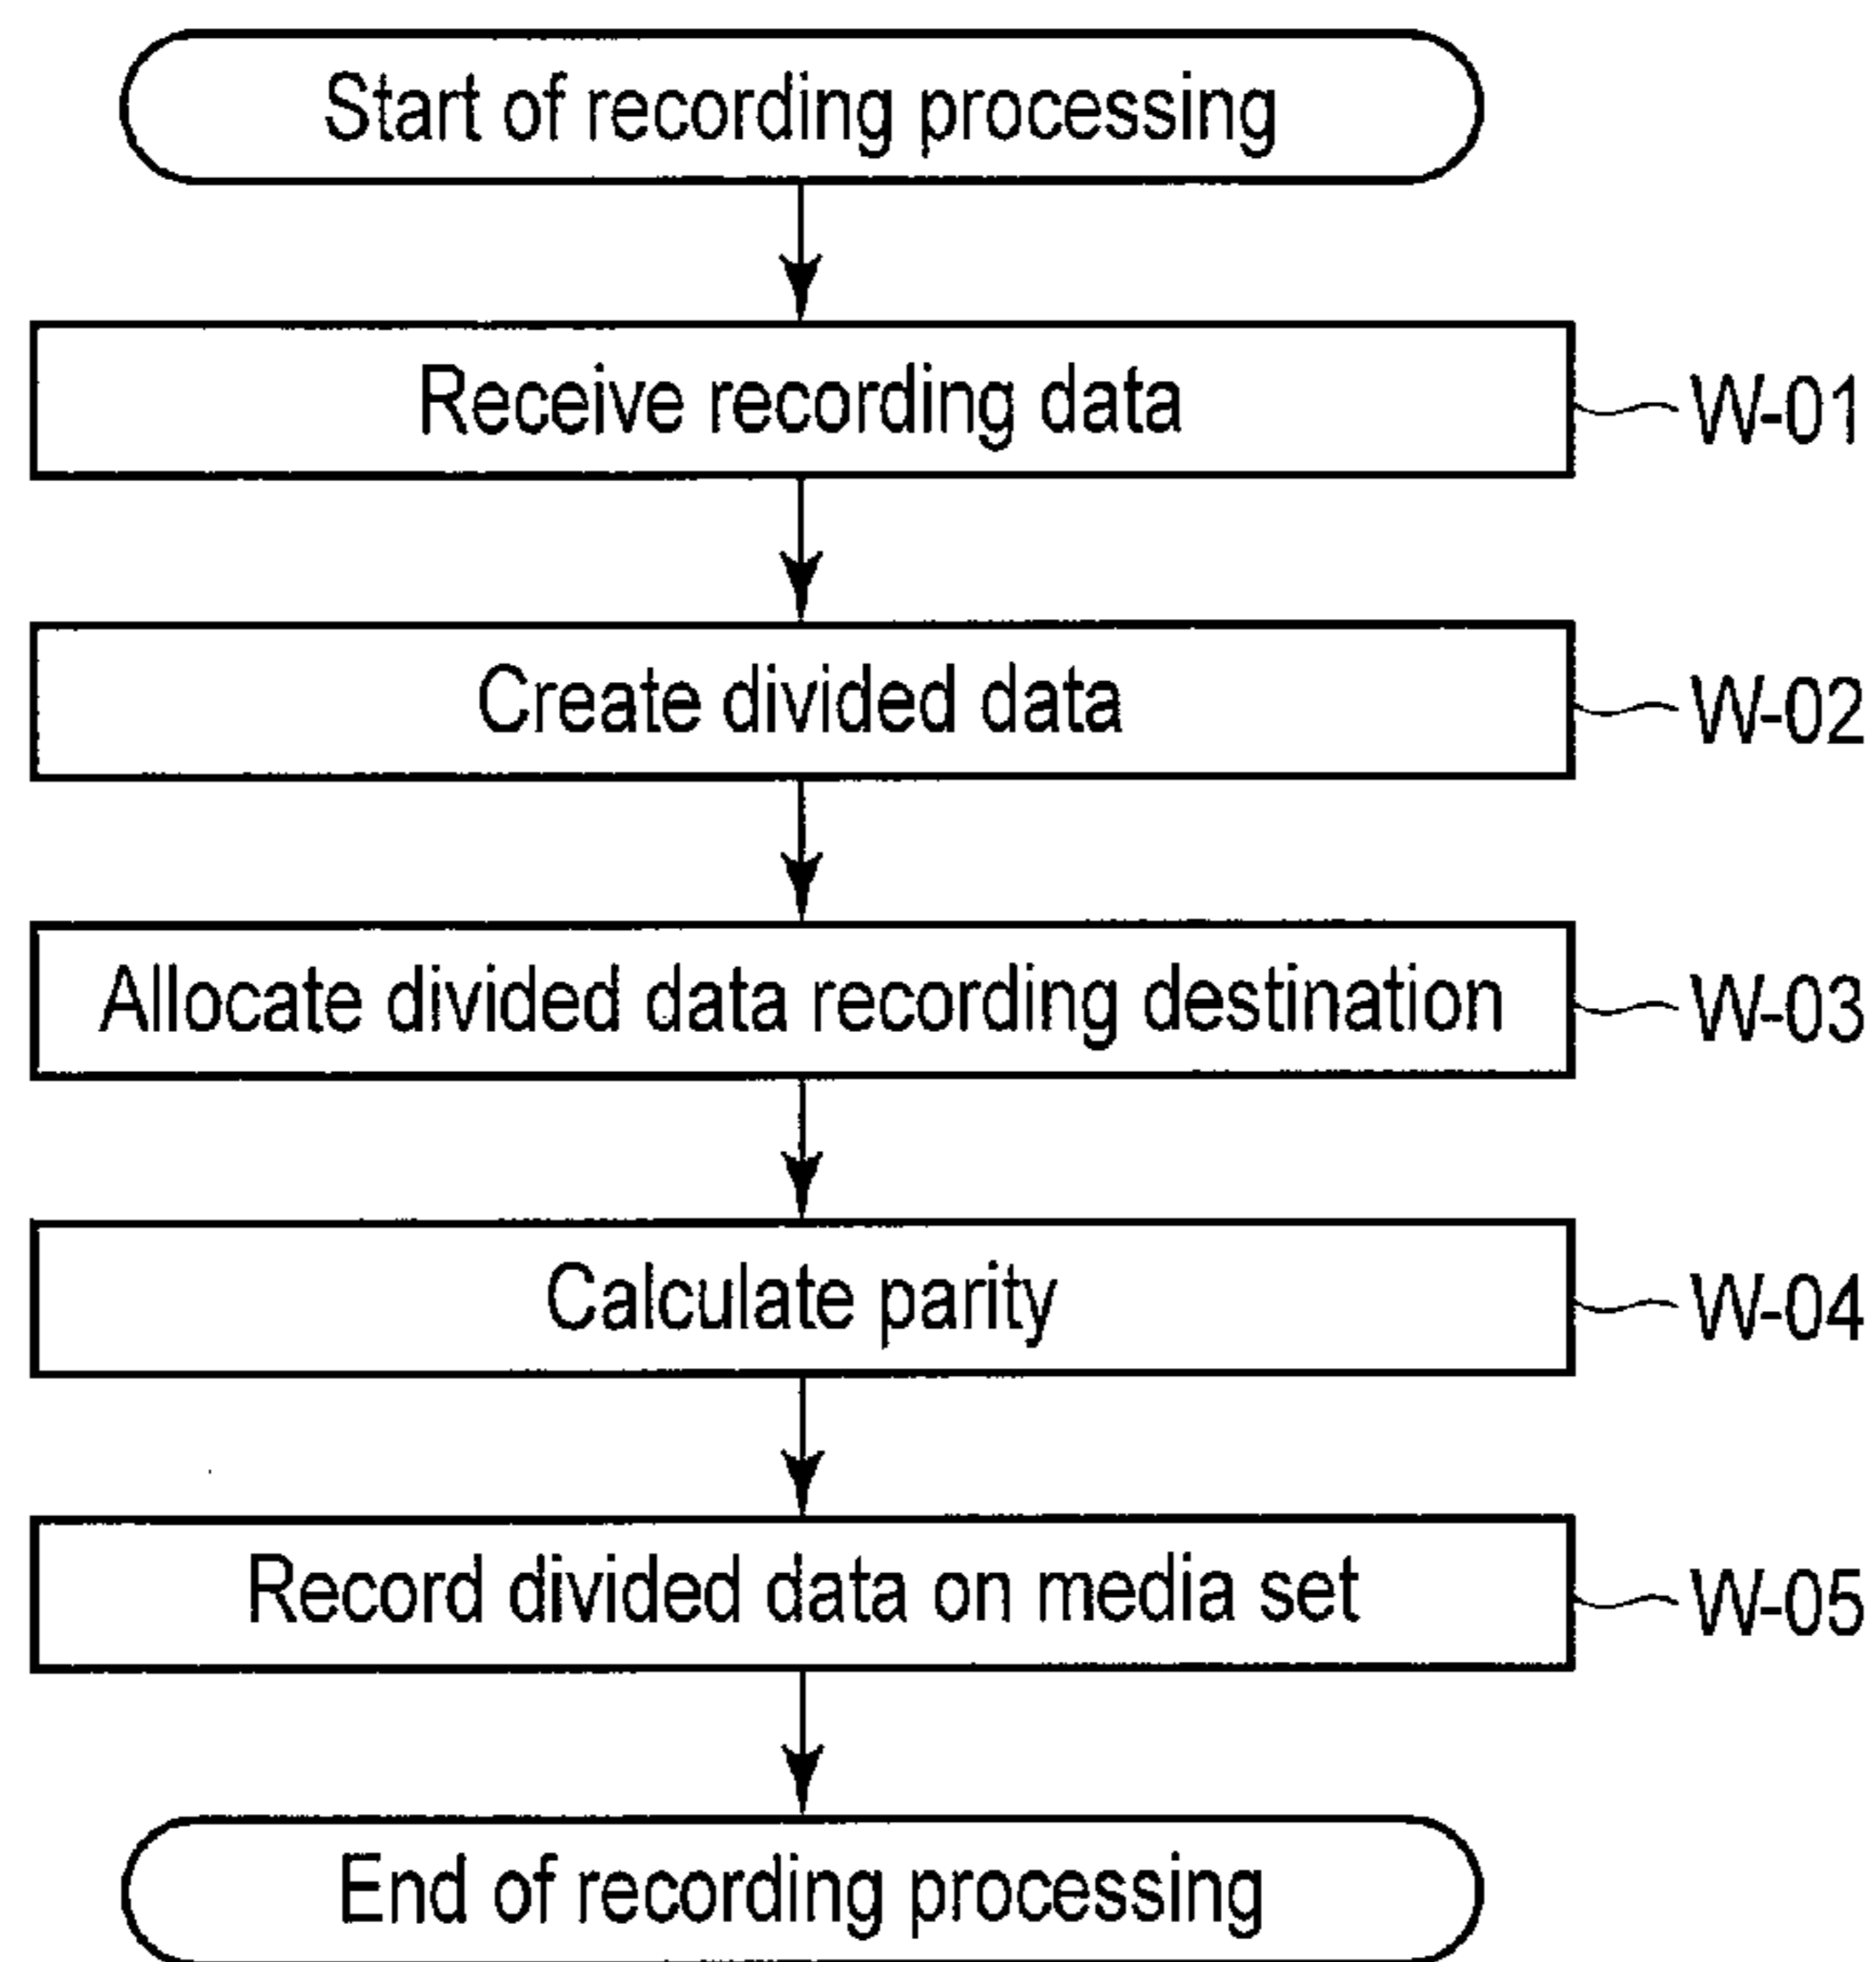 Start of recording processing
Receive recording data W-01
Create divided data W-02
Allocate divided data recording destination W-03
Calculate parity W-04
Record divided data on media set W-05
End of recording processing